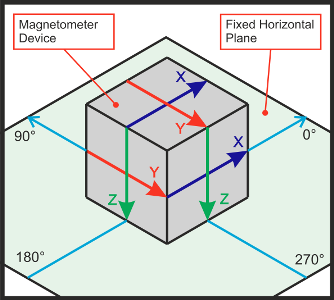 Magnetometer
Device
Fixed Horizontal
Plane
X
Y
X
90°
0°
Y
Z
Z
180°
270°